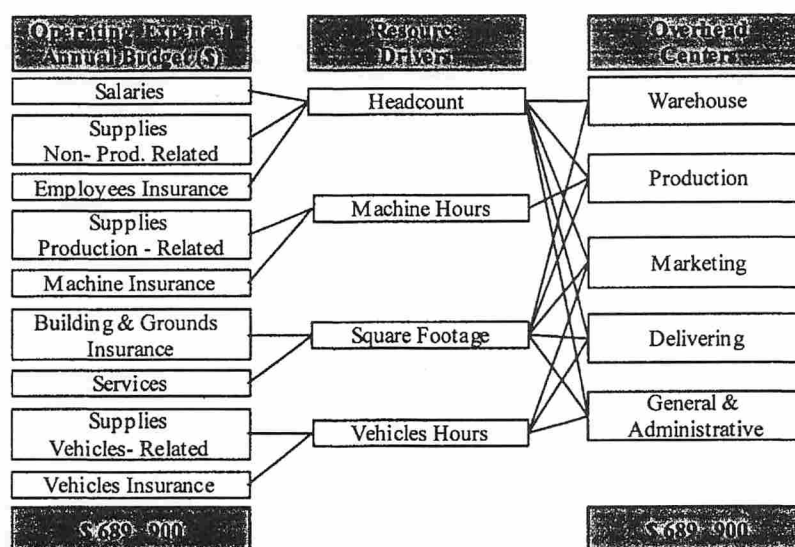 Operating Expenses
Annual Budget ($)
Salaries
Supplies
Non- Prod. Related
Employees Insurance
Supplies
Production - Related
Machine Insurance
Building & Grounds
Insurance
Services
Supplies
Vehicles- Related
Vehicles Insurance
$ 689 900
Resource
Drivers
Headcount
Machine Hours
Square Footage
Vehicles Hours
Overhead
Centers
Warehouse
Production
Marketing
Delivering
General &
Administrative
$ 689 900